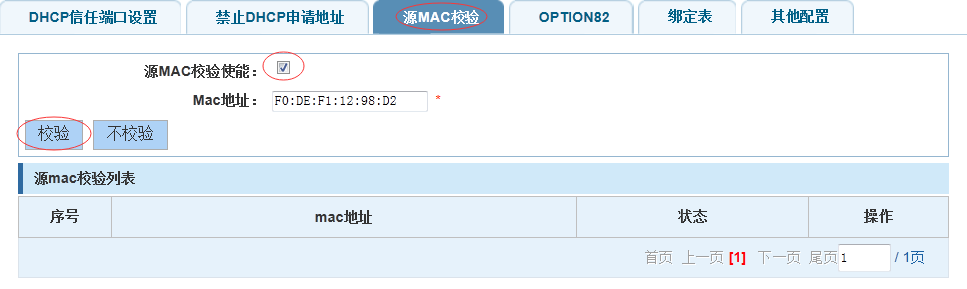 DHCP信任端口设置 禁止DHCP申请地址 源MAC校验 OPTION82 绑定表 其他配置
源MAC校验使能：
Mac地址： F0:DE:F1:12:98:D2 *
校验 不校验
源mac校验列表
序号 mac地址 状态 操作
首页 上一页 [1] 下一页 尾页 1 / 1页